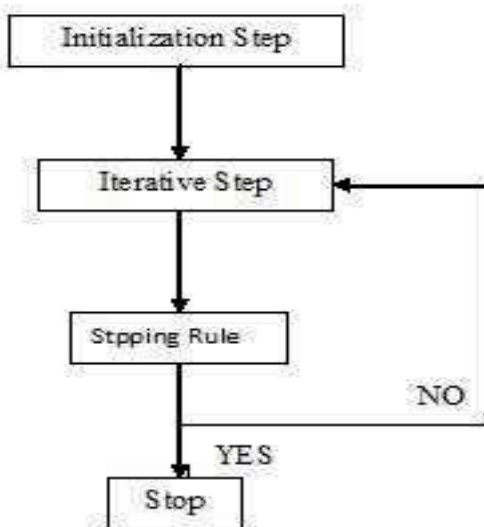 Initialization Step
Iterative Step
Stpping Rule
NO
YES
Stop